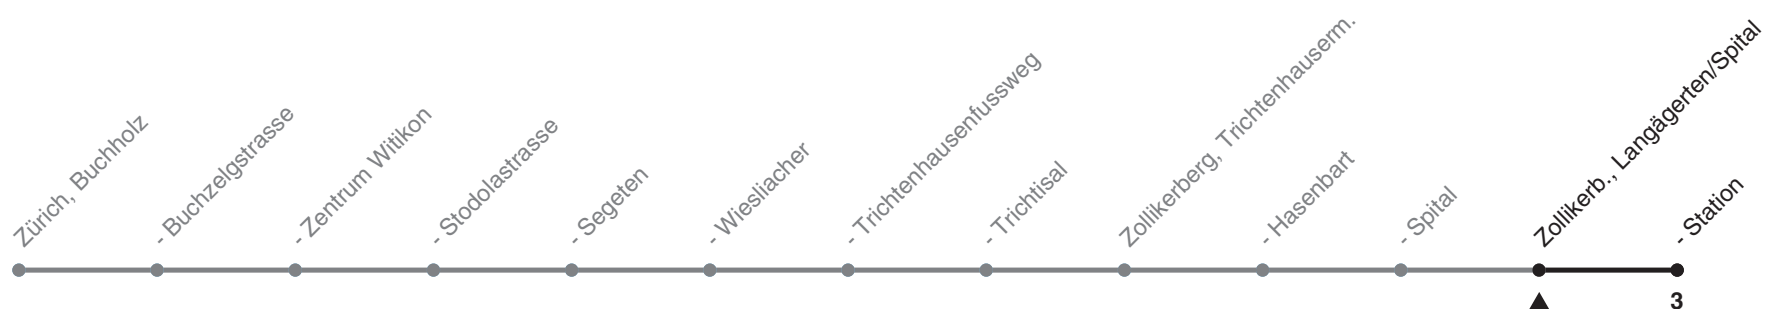 Zürich, Buchholz
- Buchzelgstrasse
- Zentrum Witikon
- Stodolastrasse
- Segeten
- Wiesliacher
- Trichtenhausenfussweg
- Trichtisal
Zollikerberg, Trichtenhauserm.
- Hasenbart
- Spital
Zollikerb., Langägerten/Spital
- Station
3